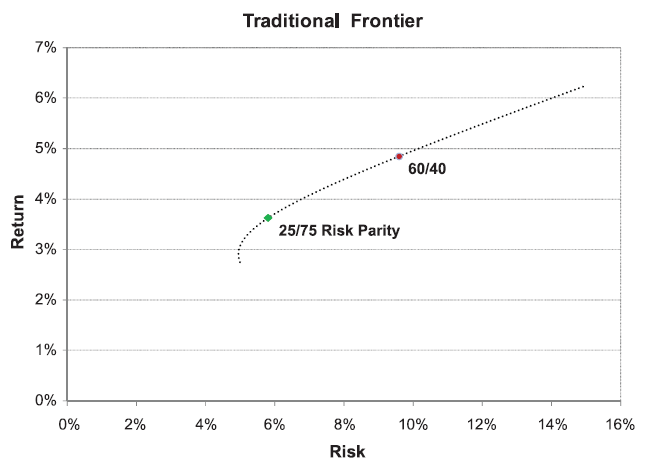 Traditional Frontier
7%
6%
5%
4%
3%
2%
1%
0%
Return
60/40
25/75 Risk Parity
0% 2% 4% 6% 8% 10% 12% 14% 16%
Risk